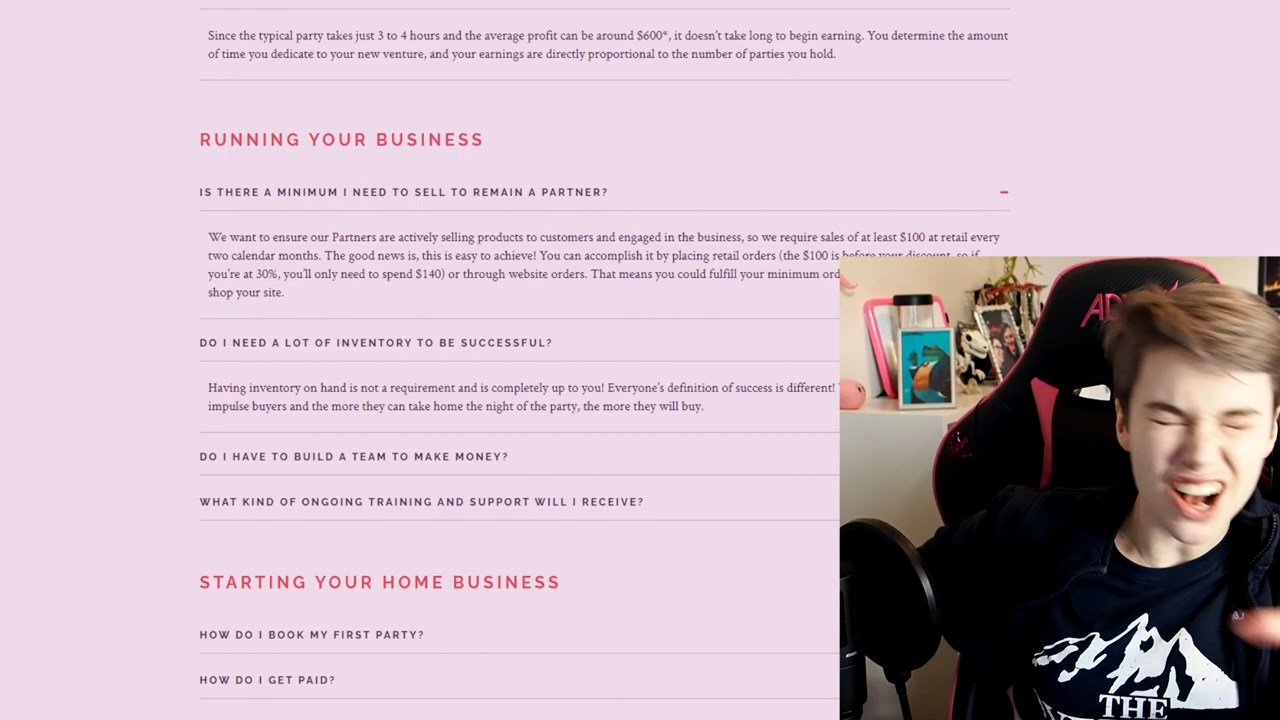 Since the typical party takes just 3 to 4 hours and the average profit can be around $600*, it doesn't take long to begin earning. You determine the amount
of time you dedicate to your new venture, and your earnings are directly proportional to the number of parties you hold.
RUNNING YOUR BUSINESS
IS THERE A MINIMUM I NEED TO SELL TO REMAIN A PARTNER?
We want to ensure our Partners are actively selling products to customers and engaged in the business, so we require sales of at least $100 at retail every
two calendar months. The good news is, this is easy to achieve! You can accomplish it by placing retail orders (the $100 is before your discount, so if
you're at 30%, you'll only need to spend $140) or through website orders. That means you could fulfill your minimum ord
shop your site.
DO I NEED A LOT OF INVENTORY TO BE SUCCESSFUL?
Having inventory on hand is not a requirement and is completely up to you! Everyone's definition of success is different!
impulse buyers and the more they can take home the night of the party, the more they will buy.
DO I HAVE TO BUILD A TEAM TO MAKE MONEY?
WHAT KIND OF ONGOING TRAINING AND SUPPORT WILL I RECEIVE?
STARTING YOUR HOME BUSINESS
HOW DO I BOOK MY FIRST PARTY?
HOW DO I GET PAID?
THE